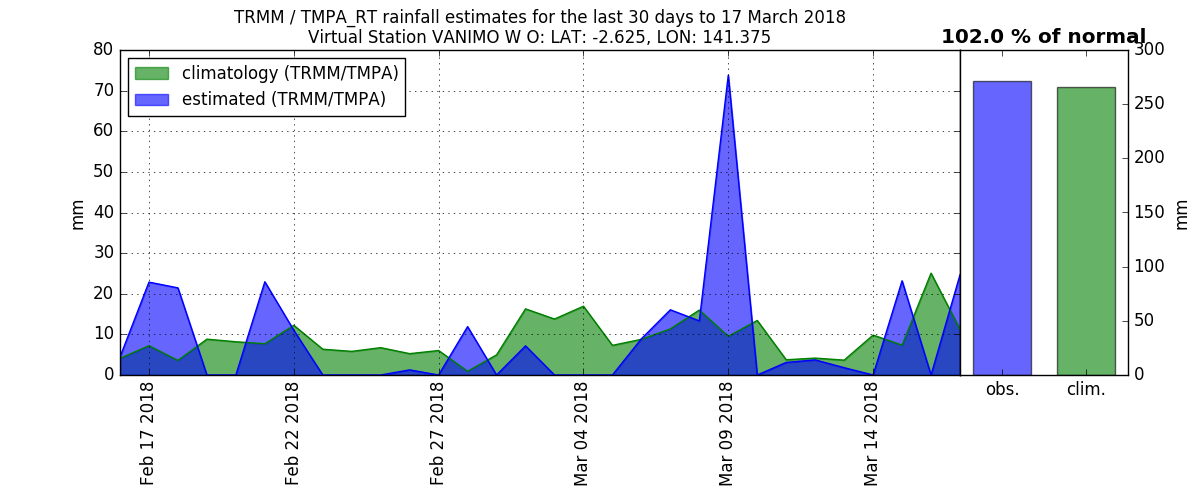 TRMM / TMPA_RT rainfall estimates for the last 30 days to 17 March 2018
Virtual Station VANIMO W O: LAT: -2.625, LON: 141.375
102.0 % of normal
climatology (TRMM/TMPA)
estimated (TRMM/TMPA)
80
70
60
50
40
30
20
10
0
mm
Feb 17 2018
Feb 22 2018
Feb 27 2018
Mar 04 2018
Mar 09 2018
Mar 14 2018
obs.
clim.
300
250
200
150
100
50
0
mm